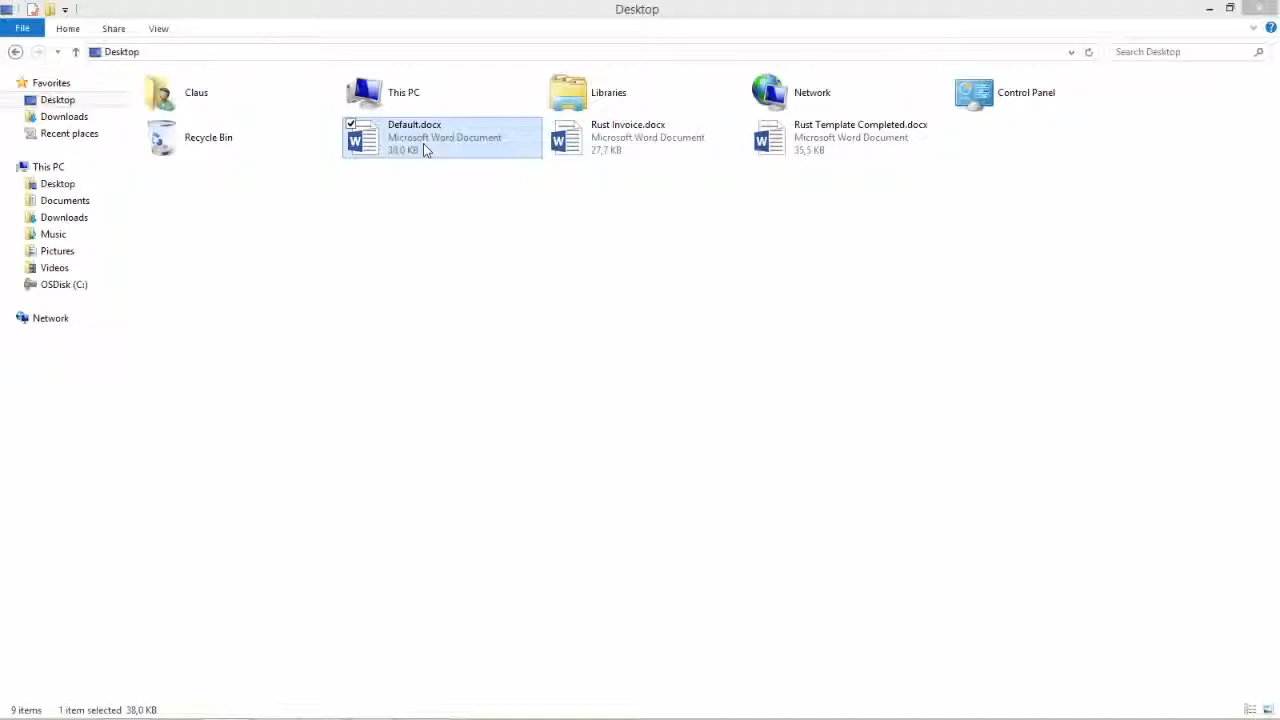 Desktop
File Home Share View
Desktop Search Desktop
Favorites
Desktop
Downloads
Recent places
This PC
Desktop
Documents
Downloads
Music
Pictures
Videos
OSDisk (C:)
Network
Claus
This PC
Libraries
Network
Control Panel
Recycle Bin
Default.docx
Microsoft Word Document
38,0 KB
Rust Invoice.docx
Microsoft Word Document
27,7 KB
Rust Template Completed.docx
Microsoft Word Document
35,5 KB
9 items 1 item selected 38,0 KB